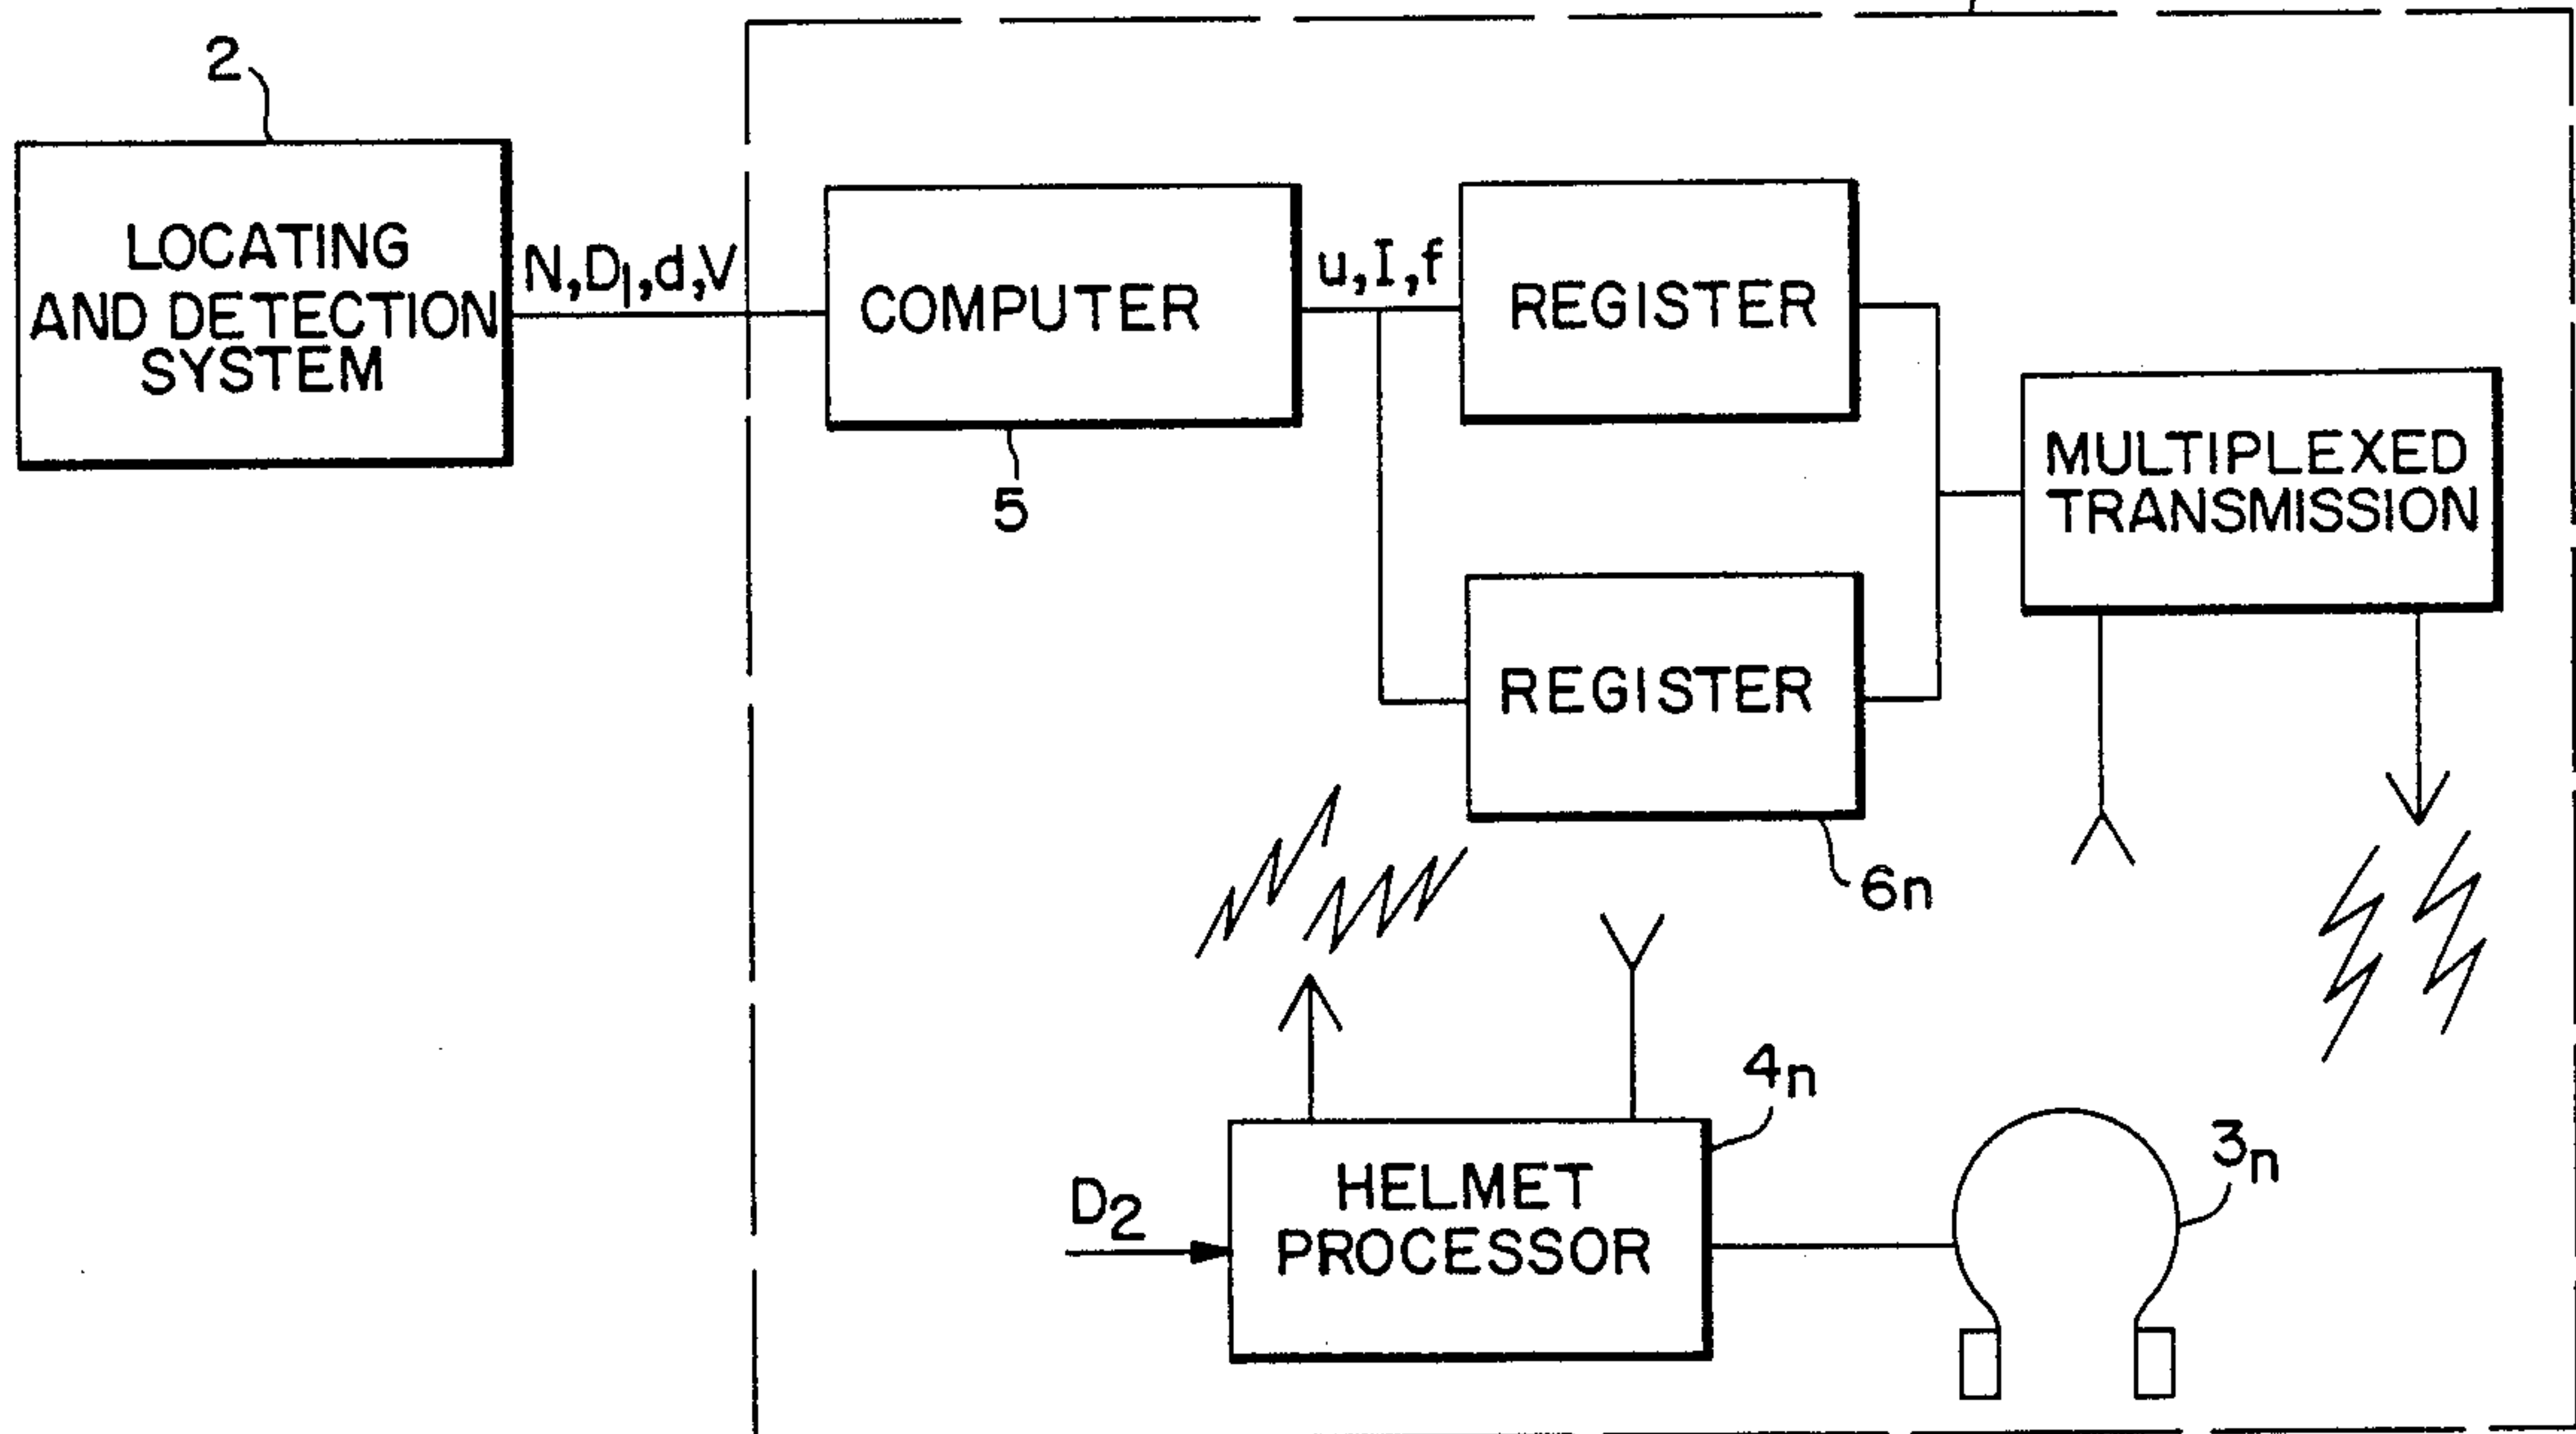 2
LOCATING
AND DETECTION
SYSTEM
N,D₁,d,V
COMPUTER
5
u,I,f
REGISTER
REGISTER
6n
MULTIPLEXED
TRANSMISSION
D₂
HELMET
PROCESSOR
4n
3n